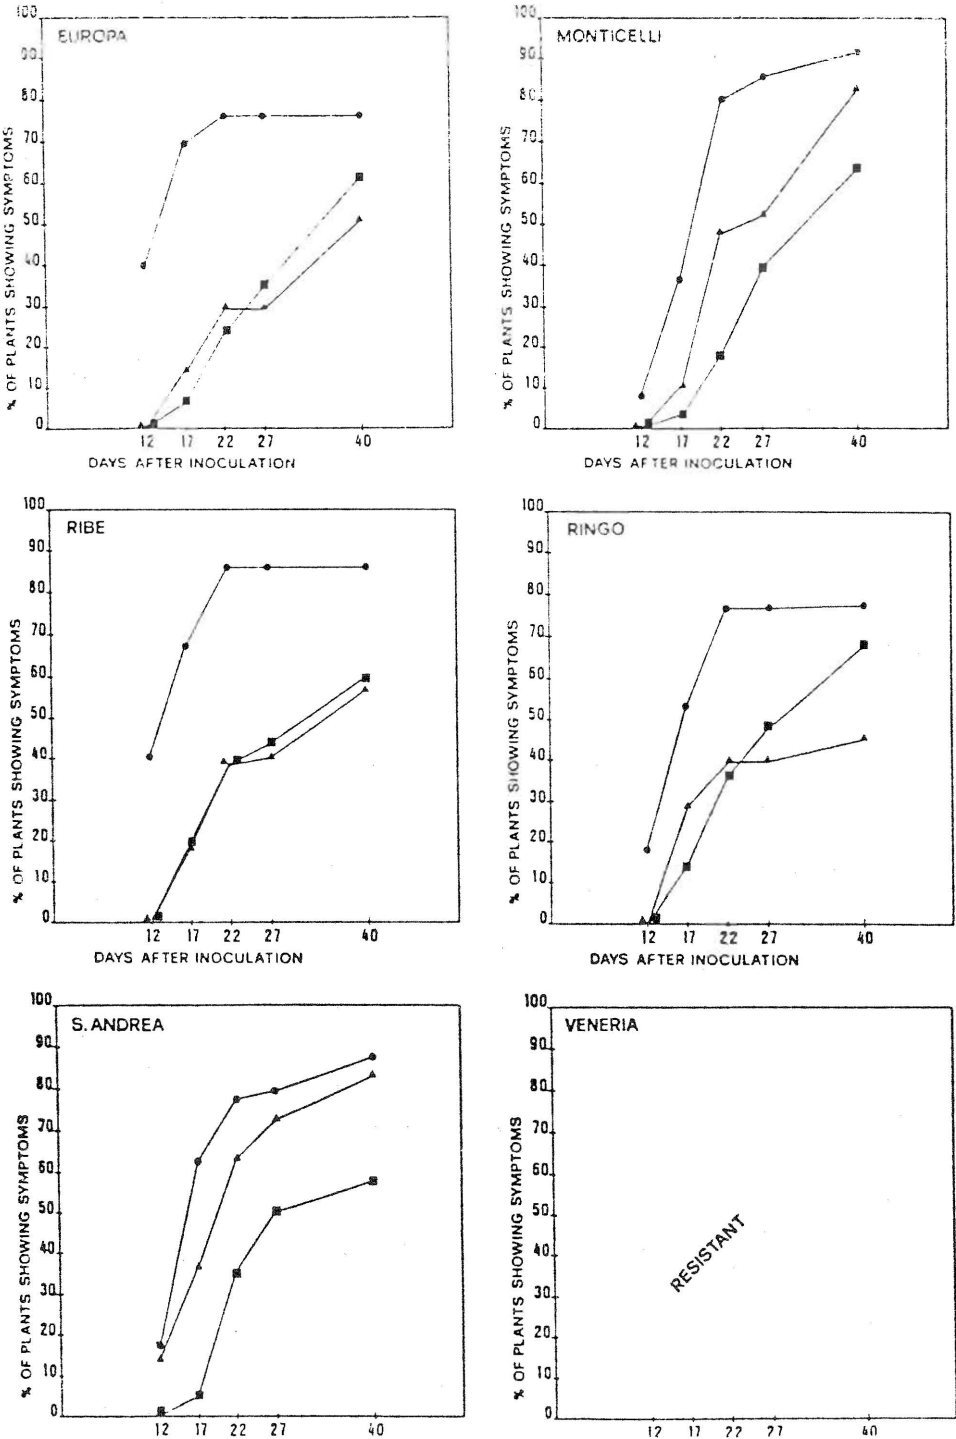 EUROPA
100
90
80
70
60
50
40
30
20
10
0
% OF PLANTS SHOWING SYMPTOMS
12 17 22 27 40
DAYS AFTER INOCULATION
MONTICELLI
100
90
80
70
60
50
40
30
20
10
0
% OF PLANTS SHOWING SYMPTOMS
12 17 22 27 40
DAYS AFTER INOCULATION
RIBE
100
90
80
70
60
50
40
30
20
10
0
% OF PLANTS SHOWING SYMPTOMS
12 17 22 27 40
DAYS AFTER INOCULATION
RINGO
100
90
80
70
60
50
40
30
20
10
0
% OF PLANTS SHOWING SYMPTOMS
12 17 22 27 40
DAYS AFTER INOCULATION
S. ANDREA
100
90
80
70
60
50
40
30
20
10
0
% OF PLANTS SHOWING SYMPTOMS
12 17 22 27 40
VENERIA
100
90
80
70
60
50
40
30
20
10
0
% OF PLANTS SHOWING SYMPTOMS
RESISTANT
12 17 22 27 40